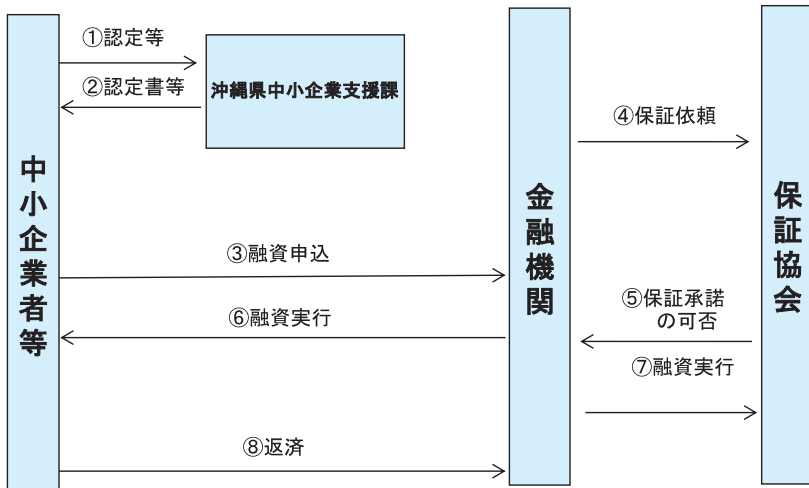 ①認定等
②認定書等
沖縄県中小企業支援課
④保証依頼
中小企業者等
金融機関
保証協会
③融資申込
⑤保証承諾
の可否
⑥融資実行
⑦融資実行
⑧返済